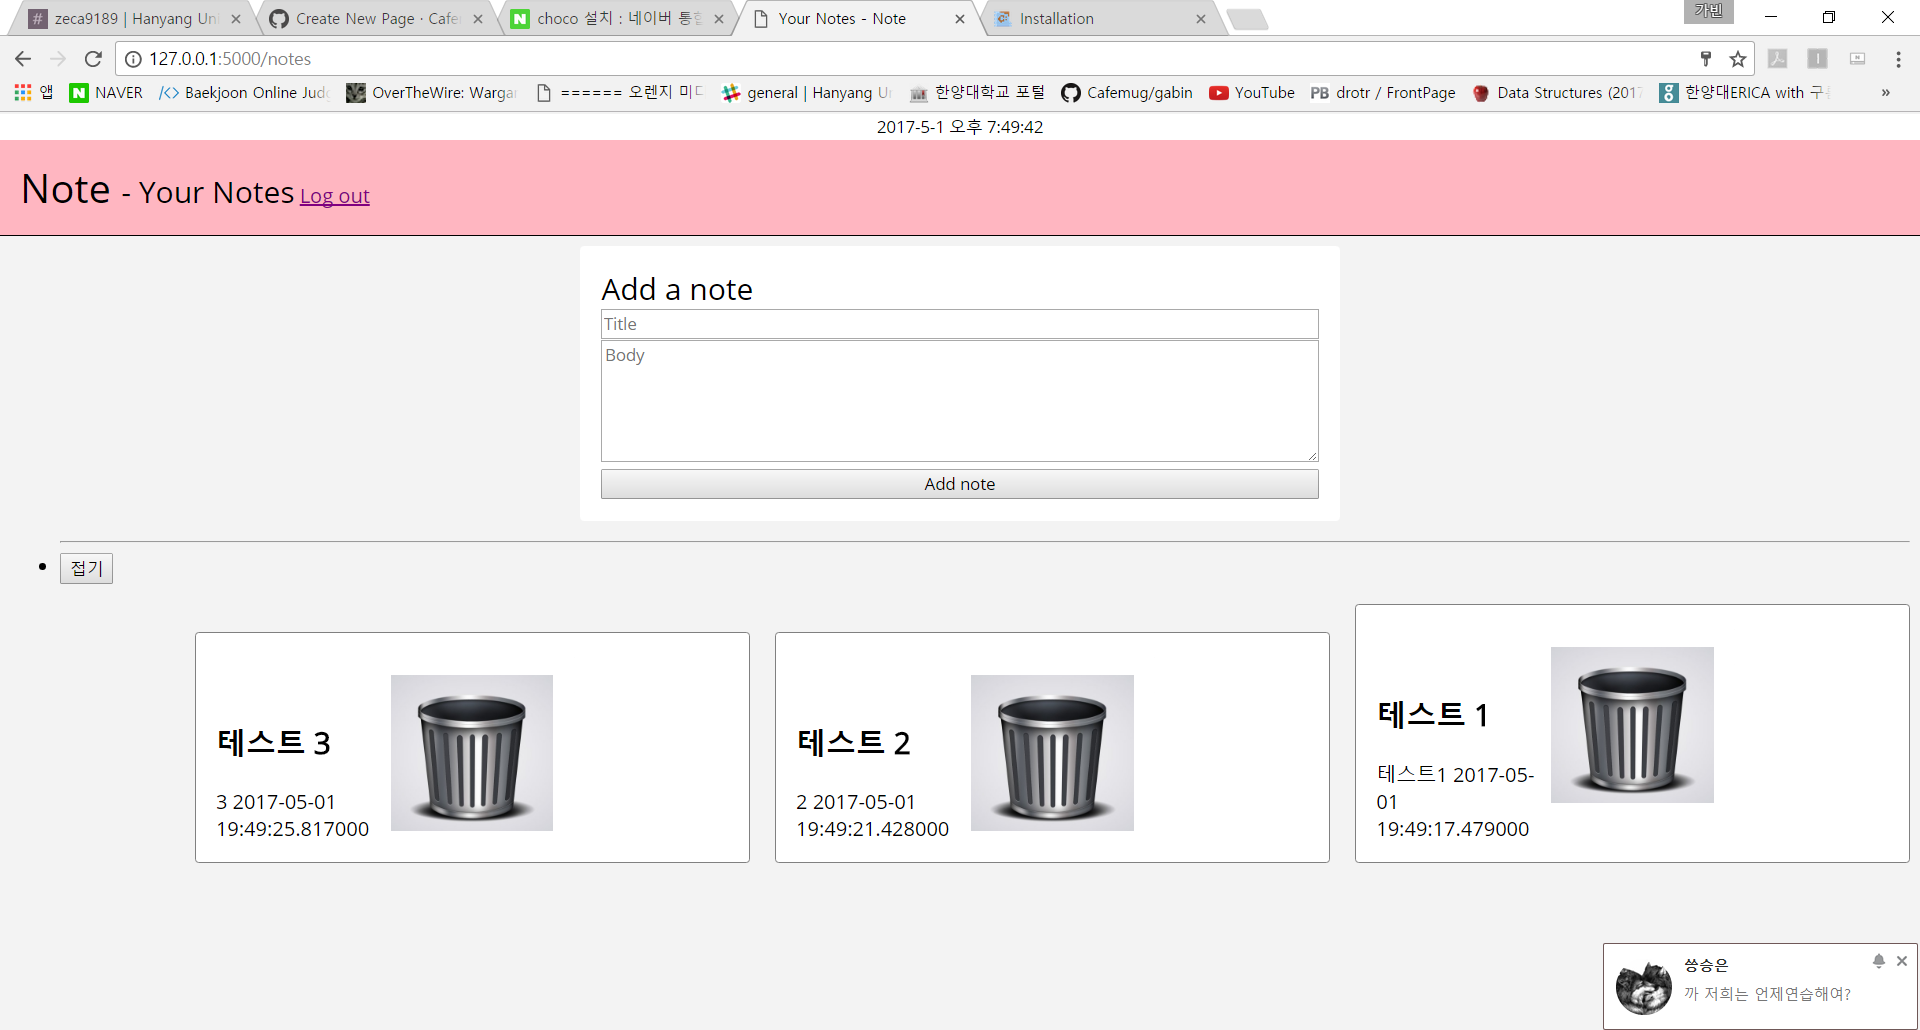 zeca9189 | Hanyang Uni
Create New Page · Cafe
choco 설치 : 네이버 통합
Your Notes - Note
Installation
가빈
127.0.0.1:5000/notes
앱
NAVER
Baekjoon Online Judg
OverTheWire: Wargar
====== 오렌지 미디
general | Hanyang Un
한양대학교 포털
Cafemug/gabin
YouTube
PB drotr / FrontPage
Data Structures (2017
한양대ERICA with 구름
»
2017-5-1 오후 7:49:42
Note - Your Notes Log out
Add a note
Title
Body
Add note
접기
테스트 3
3 2017-05-01
19:49:25.817000
테스트 2
2 2017-05-01
19:49:21.428000
테스트 1
테스트1 2017-05-
01
19:49:17.479000
쓩승은
까 저희는 언제연습해여?